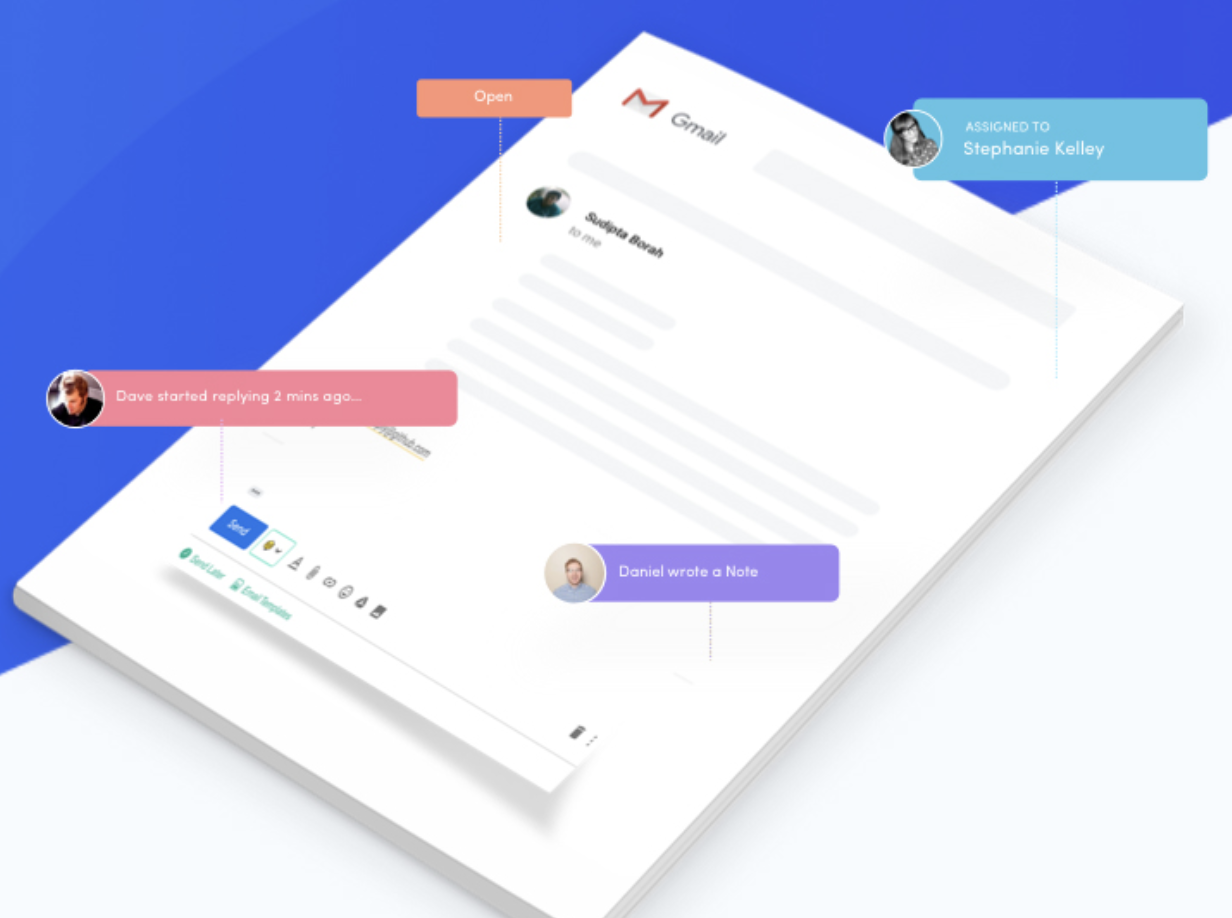 Open
Gmail
ASSIGNED TO
Stephanie Kelley
Sudipta Borah
to me
Dave started replying 2 mins ago...
Send
Send Later
Email Templates
Daniel wrote a Note